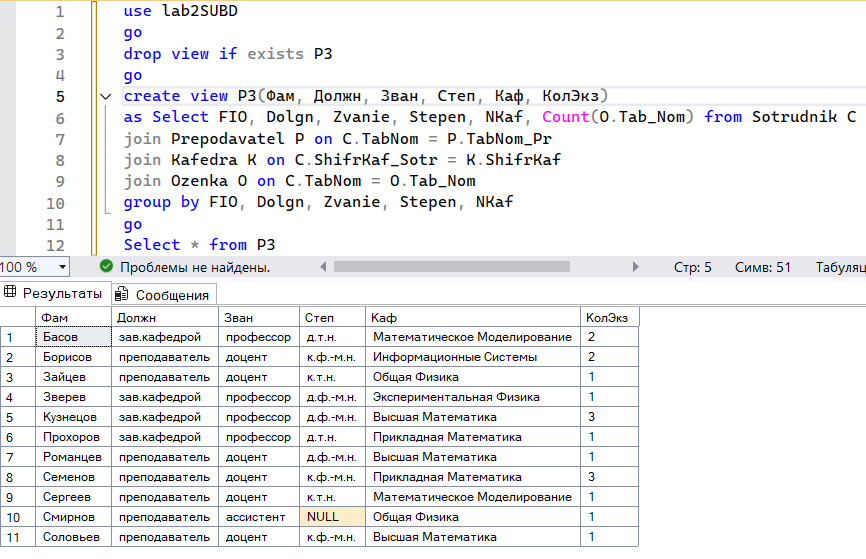 1 use lab2SUBD
2 go
3 drop view if exists P3
4 go
5 create view P3(Фам, Должн, Зван, Степ, Каф, КолЭкз)
6 as Select FIO, Dolgn, Zvanie, Stepen, NKaf, Count(O.Tab_Nom) from Sotrudnik C
7 join Prepodavatel P on C.TabNom = P.TabNom_Pr
8 join Kafedra K on C.ShifrKaf_Sotr = K.ShifrKaf
9 join Ozenka O on C.TabNom = O.Tab_Nom
10 group by FIO, Dolgn, Zvanie, Stepen, NKaf
11 go
12 Select * from P3
100 % Проблемы не найдены. Стр: 5 Симв: 51 Табуляц
Результаты Сообщения
Фам Должн Зван Степ Каф КолЭкз
1 Басов зав.кафедрой профессор д.т.н. Математическое Моделирование 2
2 Борисов преподаватель доцент к.ф.-м.н. Информационные Системы 2
3 Зайцев преподаватель доцент к.т.н. Общая Физика 1
4 Зверев зав.кафедрой профессор д.ф.-м.н. Экспериментальная Физика 1
5 Кузнецов зав.кафедрой профессор д.ф.-м.н. Высшая Математика 3
6 Прохоров зав.кафедрой профессор д.т.н. Прикладная Математика 1
7 Романцев преподаватель доцент д.ф.-м.н. Высшая Математика 1
8 Семенов преподаватель доцент к.ф.-м.н. Прикладная Математика 3
9 Сергеев преподаватель доцент к.т.н. Математическое Моделирование 1
10 Смирнов преподаватель ассистент NULL Общая Физика 1
11 Соловьев преподаватель доцент к.ф.-м.н. Высшая Математика 1